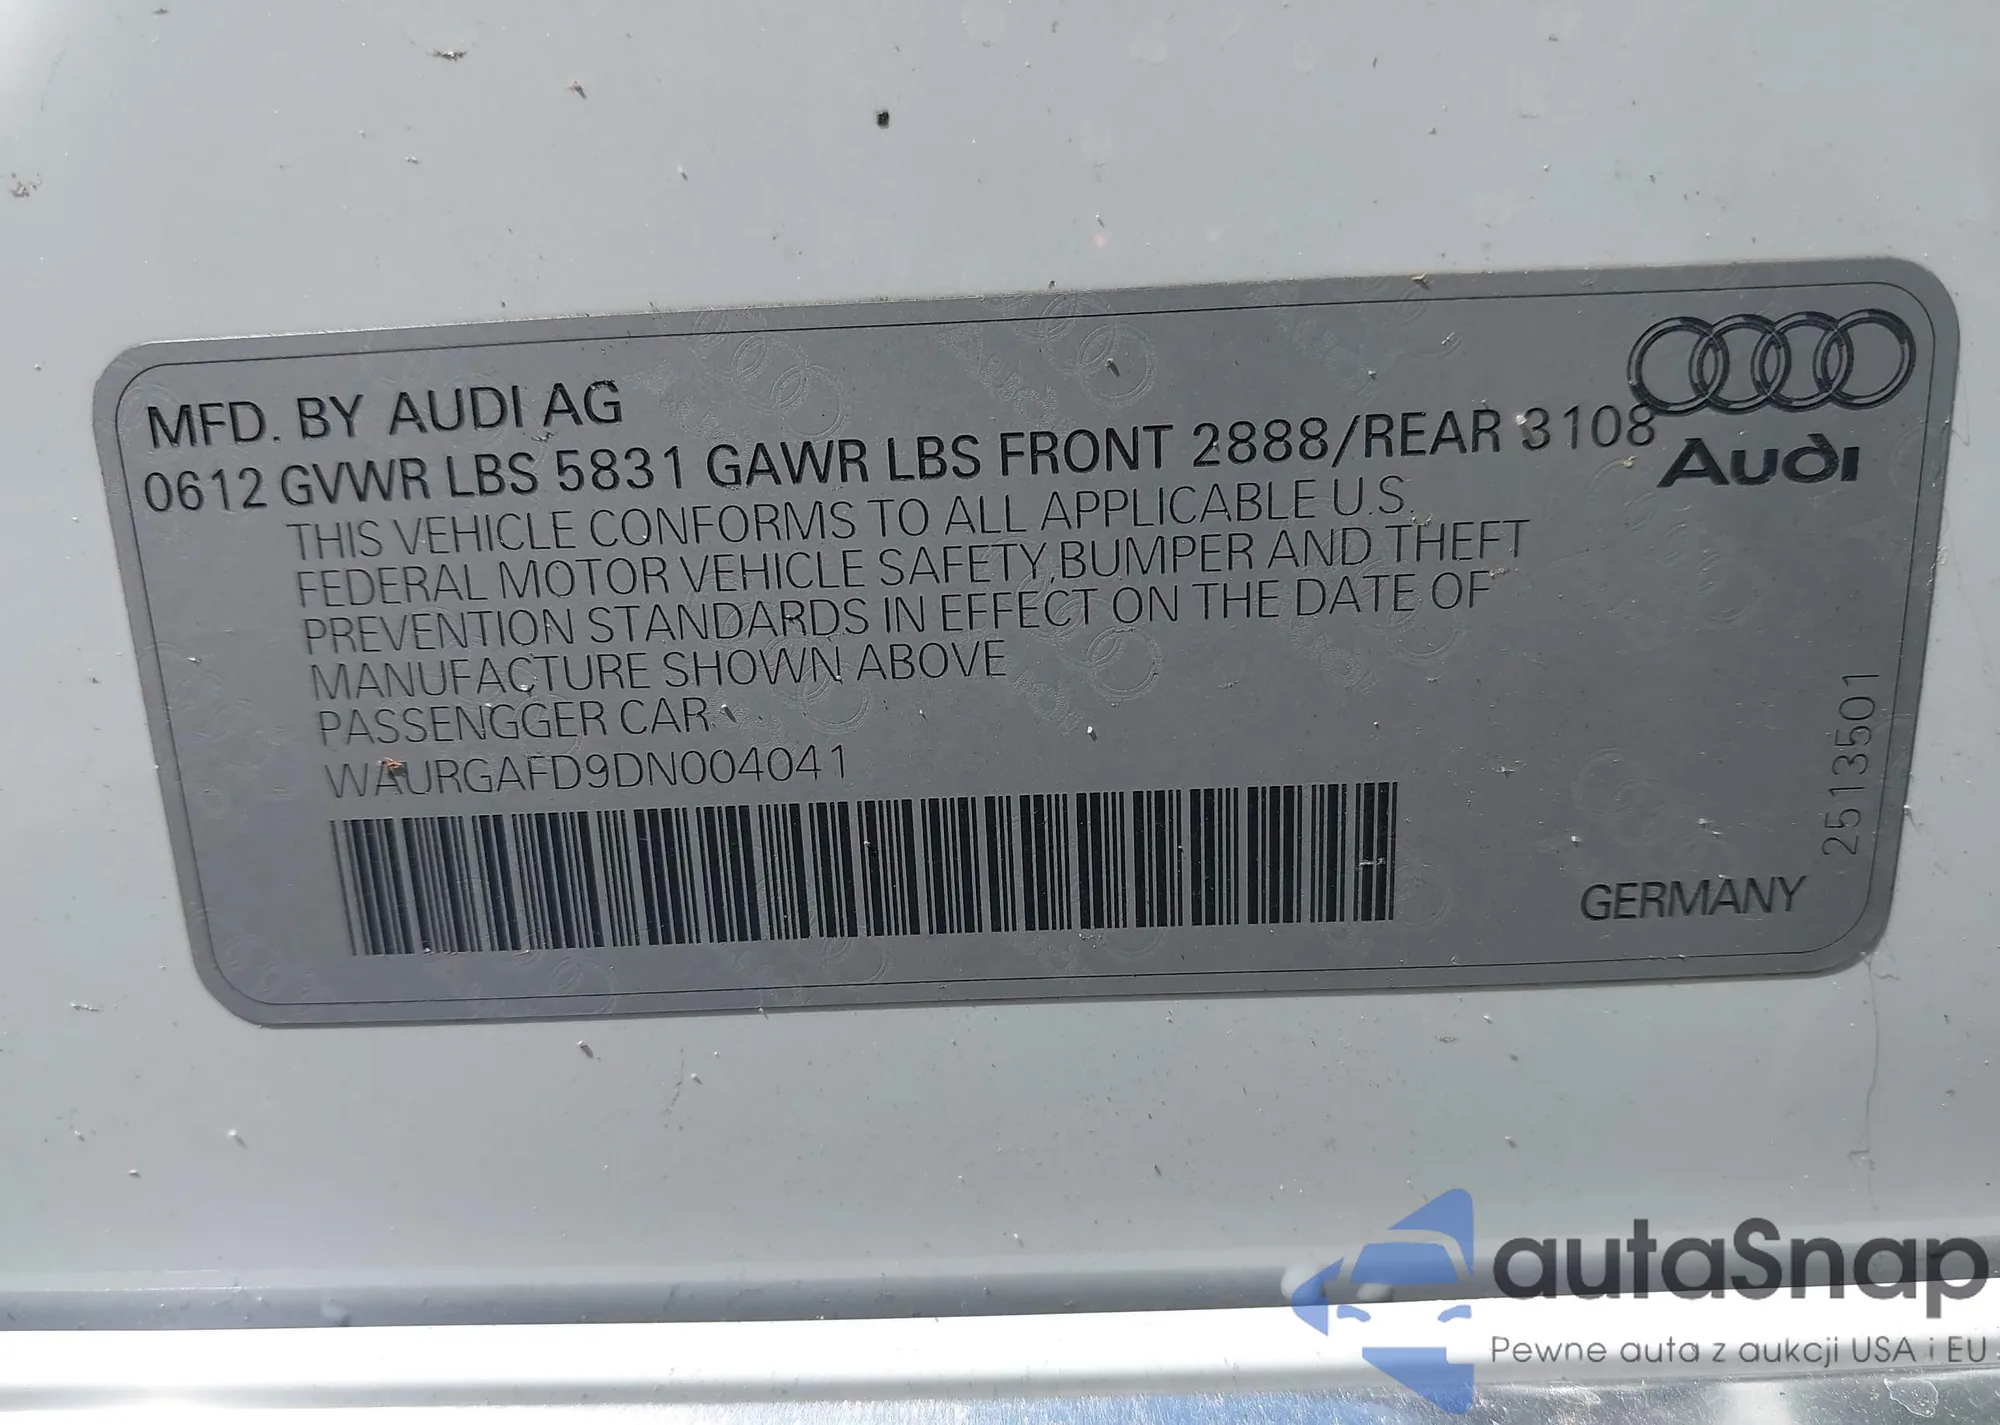 MFD. BY AUDI AG
0612 GVWR LBS 5831 GAWR LBS FRONT 2888/REAR 3108
Audi
THIS VEHICLE CONFORMS TO ALL APPLICABLE U.S.
FEDERAL MOTOR VEHICLE SAFETY,BUMPER AND THEFT
PREVENTION STANDARDS IN EFFECT ON THE DATE OF
MANUFACTURE SHOWN ABOVE
PASSENGGER CAR
WAURGAFD9DN004041
2513501
GERMANY
autaSnap
Pewne auta z aukcji USA i EU